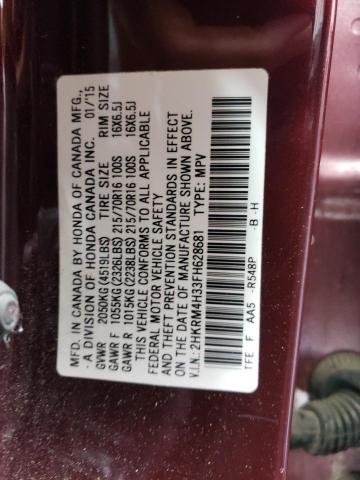 MFD. IN CANADA BY HONDA OF CANADA MFG.,
A DIVISION OF HONDA CANADA INC. 01/'15
GVWR 2050KG (4519LBS) TIRE SIZE RIM SIZE
GAWR F 1055KG (2326LBS) 215/70R16 100S 16X6.5J
GAWR R 1015KG (2238LBS) 215/70R16 100S 16X6.5J
THIS VEHICLE CONFORMS TO ALL APPLICABLE
FEDERAL MOTOR VEHICLE SAFETY
AND THEFT PREVENTION STANDARDS IN EFFECT
ON THE DATE OF MANUFACTURE SHOWN ABOVE.
V.I.N.: 2HKRM4H33FH628681 TYPE: MPV
TFE F AA5 -R548P -B -H